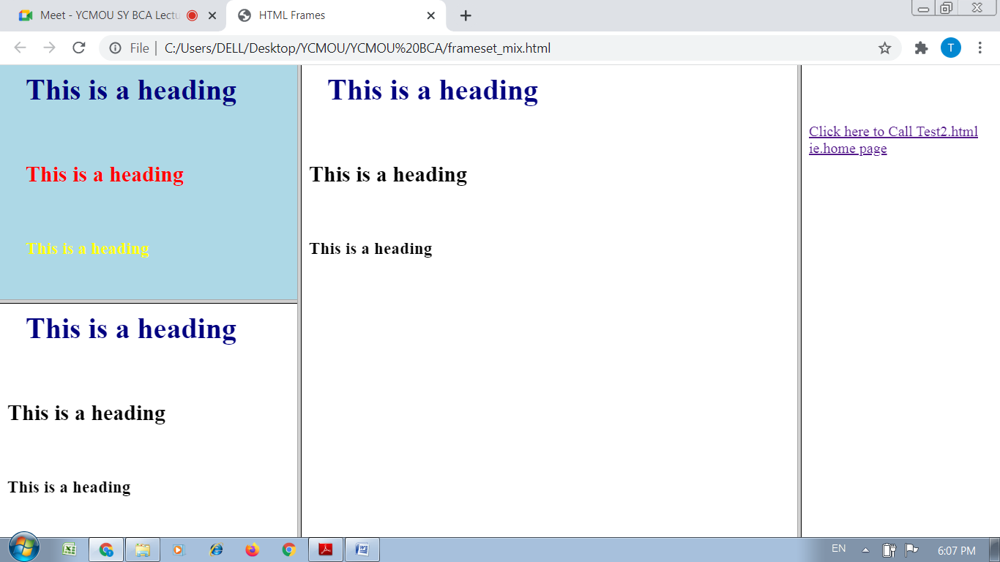 Meet - YCMOU SY BCA Lectu
HTML Frames
File
C:/Users/DELL/Desktop/YCMOU/YCMOU%20BCA/frameset_mix.html
T
This is a heading
This is a heading
This is a heading
This is a heading
This is a heading
This is a heading
This is a heading
This is a heading
This is a heading
Click here to Call Test2.html
ie.home page
EN
6:07 PM